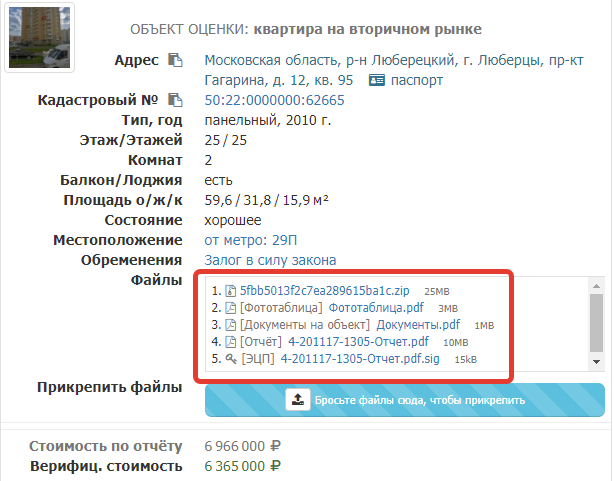 ОБЪЕКТ ОЦЕНКИ: квартира на вторичном рынке
Адрес Московская область, р-н Люберецкий, г. Люберцы, пр-кт
Гагарина, д. 12, кв. 95 паспорт
Кадастровый № 50:22:0000000:62665
Тип, год панельный, 2010 г.
Этаж/Этажей 25 / 25
Комнат 2
Балкон/Лоджия есть
Площадь о/ж/к 59,6 / 31,8 / 15,9 м²
Состояние хорошее
Местоположение от метро: 29П
Обременения Залог в силу закона
Файлы
1. 5fbb5013f2c7ea289615ba1c.zip 25MB
2. [Фототаблица] Фототаблица.pdf 3MB
3. [Документы на объект] Документы.pdf 1MB
4. [Отчёт] 4-201117-1305-Отчет.pdf 10MB
5. [ЭЦП] 4-201117-1305-Отчет.pdf.sig 15kB
Прикрепить файлы Бросьте файлы сюда, чтобы прикрепить
Стоимость по отчёту 6 966 000 ₽
Верифиц. стоимость 6 365 000 ₽